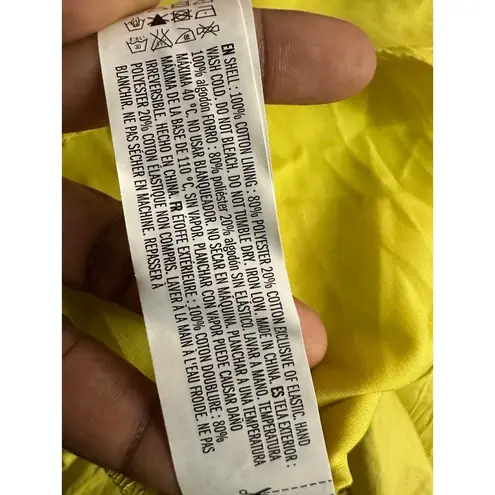 EN SHELL : 100% COTTON LINING : 80% POLYESTER 20% COTTON EXCLUSIVE OF ELASTIC. HAND
WASH COLD. DO NOT BLEACH. DO NOT TUMBLE DRY. IRON LOW. MADE IN CHINA. ES TELA EXTERIOR :
100% algodón FORRO : 80% poliéster 20% algodón SIN ELÁSTICO. LAVAR A MANO. TEMPERATURA
MÁXIMA 40 °C. NO USAR BLANQUEADOR. NO SECAR EN MÁQUINA. PLANCHAR A UNA TEMPERATURA
MÁXIMA DE LA BASE DE 110 °C, SIN VAPOR. PLANCHAR CON VAPOR PUEDE CAUSAR DAÑO
IRREVERSIBLE. HECHO EN CHINA. FR ÉTOFFE EXTÉRIEURE : 100% COTON DOUBLURE : 80%
POLYESTER 20% COTON ÉLASTIQUE NON COMPRIS. LAVER À LA MAIN À L'EAU FROIDE. NE PAS
BLANCHIR. NE PAS SÉCHER EN MACHINE. REPASSER À